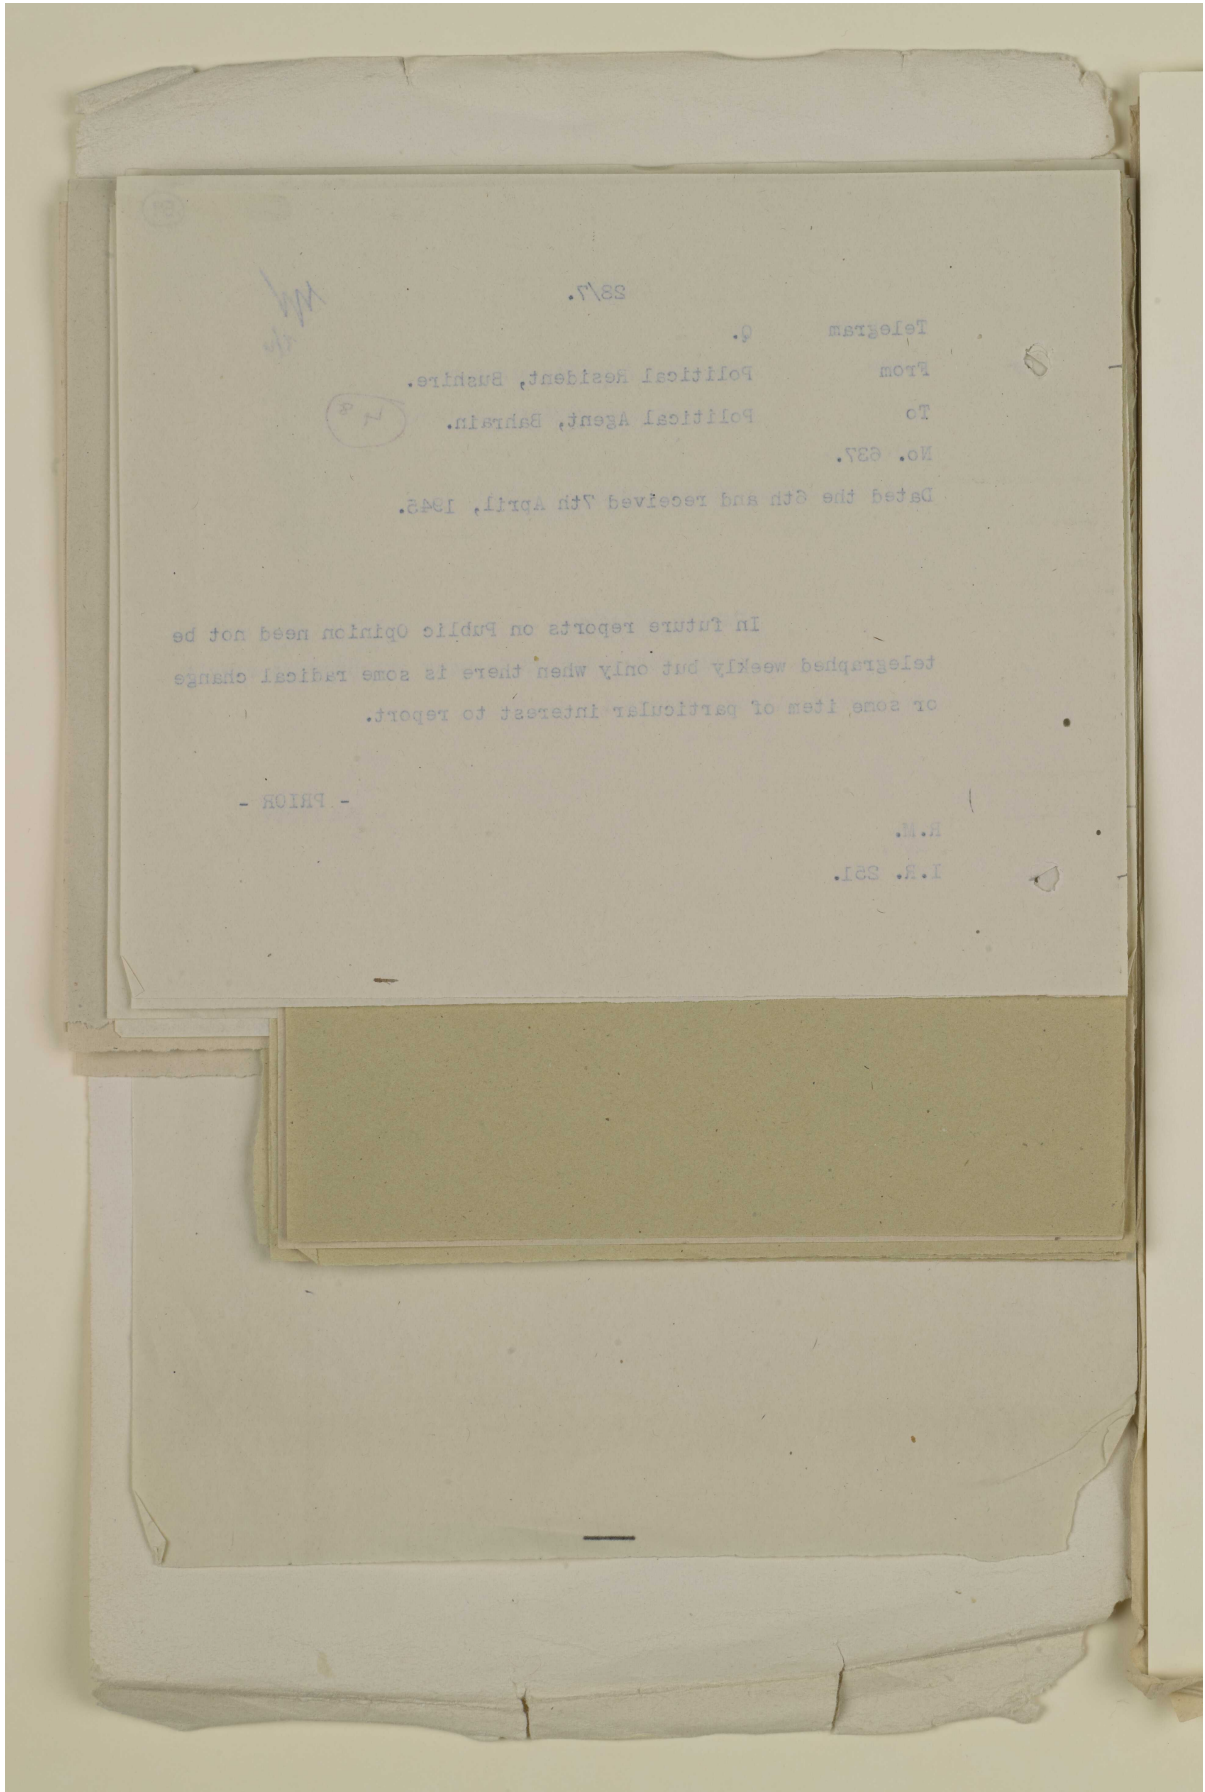 28/7.
Telegram Q.
From Political Resident, Bushire.
To Political Agent, Bahrain.
No. 637.
Dated the 6th and received 7th April, 1945.
In future reports on Public Opinion need not be
telegraphed weekly but only when there is some radical change
or some item of particular interest to report.
- PRIOR -
R.M.
I.R. 251.